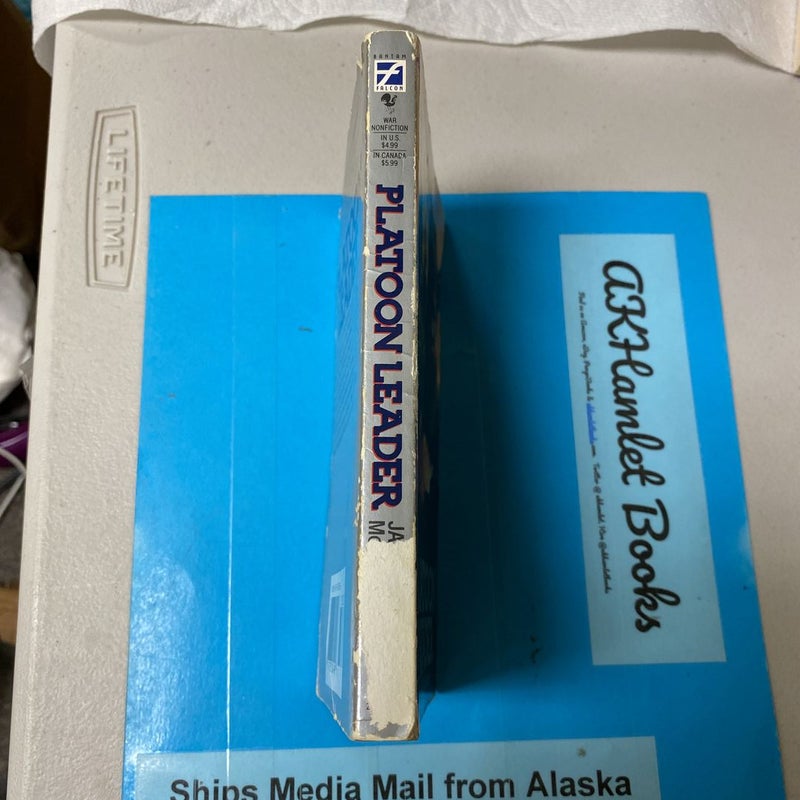 LIFETIME
BANTAM
FALCON
WAR
NONFICTION
IN U.S.
$4.99
IN CANADA
$5.99
PLATOON LEADER
JA
MC
AKHamlet Books
Ships Media Mail from Alaska